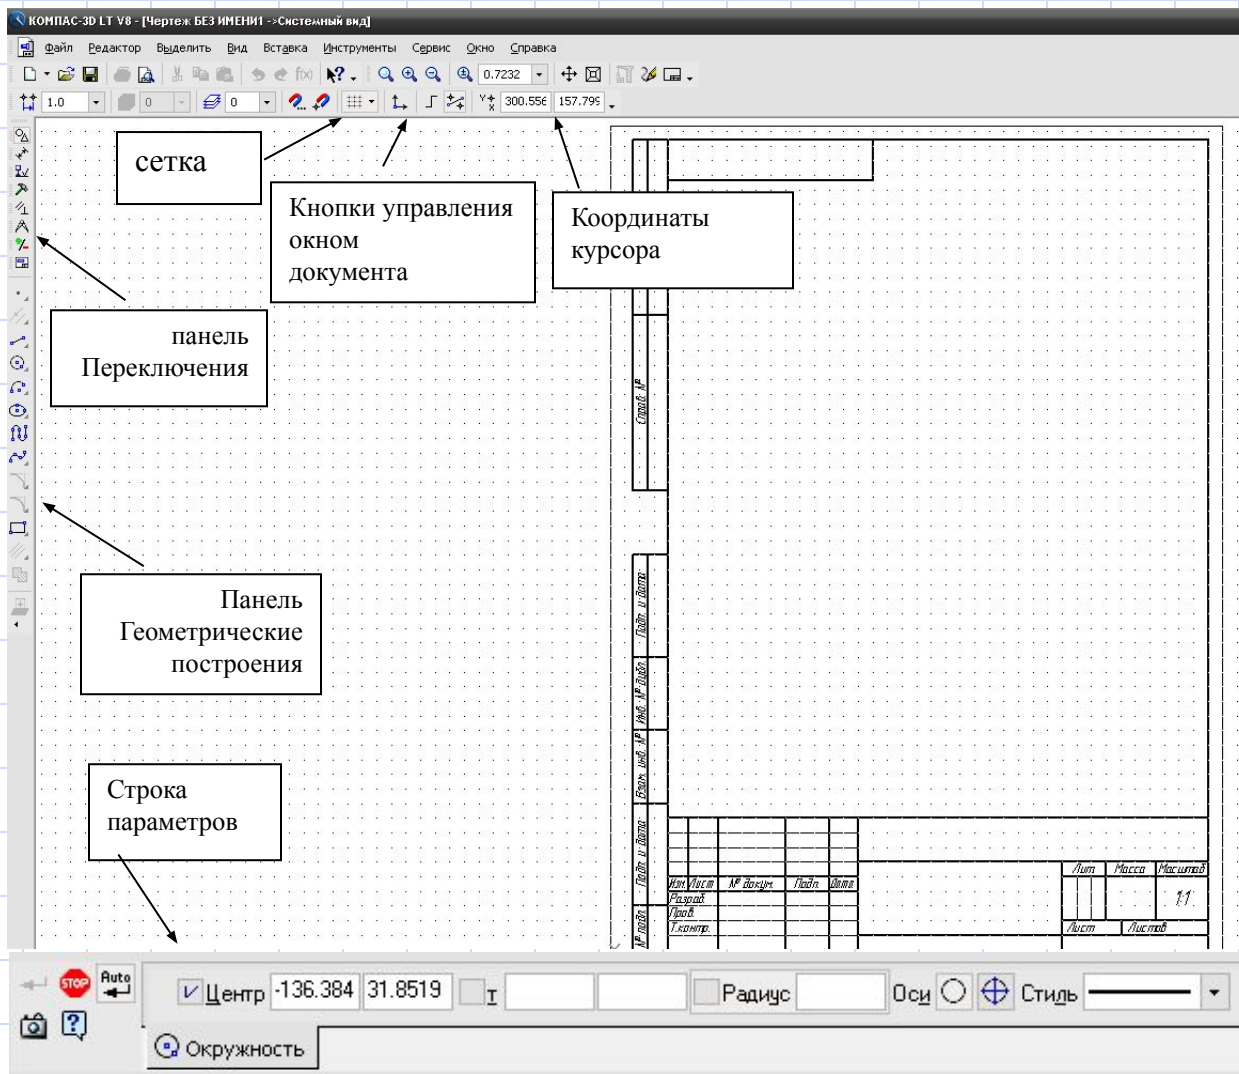 КОМПАС-3D LT V8 - [Чертеж БЕЗ ИМЕНИ1 ->Системный вид]
Файл Редактор Выделить Вид Вставка Инструменты Сервис Окно Справка
f(x) 0.7232
1.0 0 0 Y X 300.556 157.799
сетка
Кнопки управления
окном
документа
Координаты
курсора
панель
Переключения
Справ. №
Панель
Геометрические
построения
Подп. и дата
Инв. № дубл.
Взам. инв. №
Строка
параметров
Подп. и дата
№ подл.
Изм. Лист № докум. Подп. Дата
Разраб.
Пров.
Т.контр.
Лит. Масса Масштаб
1:1
Лист Листов
STOP Auto Центр -136.384 31.8519 т Радиус Оси Стиль
Окружность